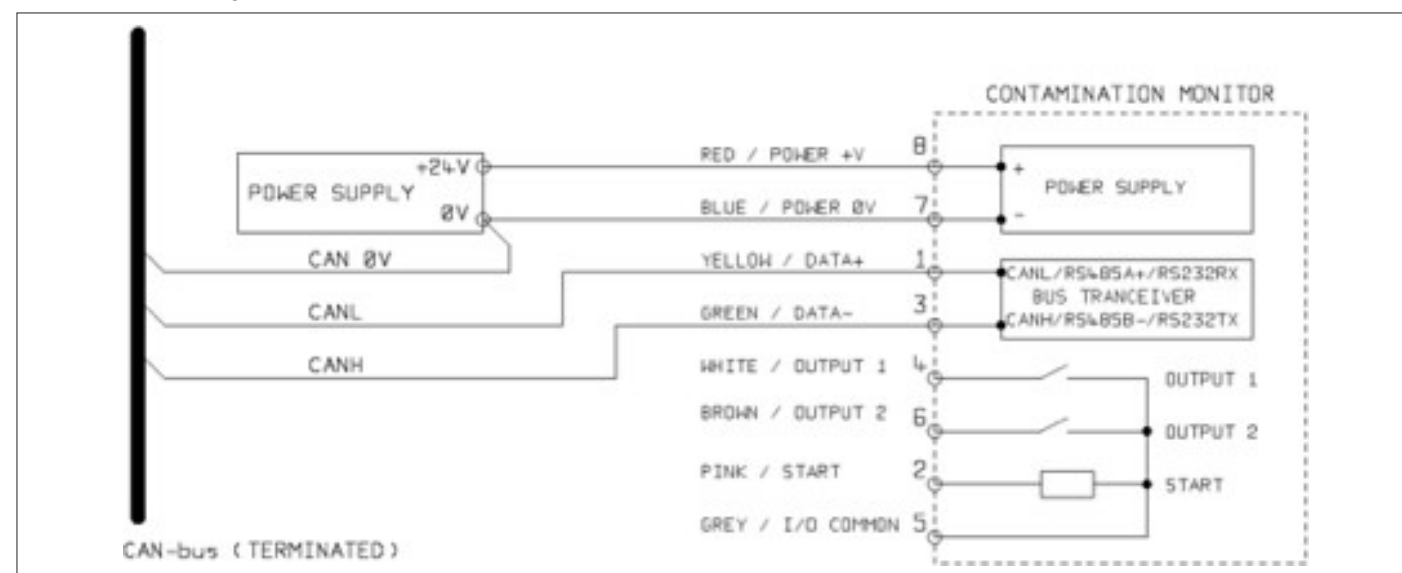 CONTAMINATION MONITOR
RED / POWER +V 8
+24V
POWER SUPPLY
0V
+
POWER SUPPLY
-
BLUE / POWER 0V 7
CAN 0V
YELLOW / DATA+ 1
CANL/RS485A+/RS232RX
BUS TRANCEIVER
CANH/RS485B-/RS232TX
CANL
GREEN / DATA- 3
CANH
WHITE / OUTPUT 1 4
OUTPUT 1
BROWN / OUTPUT 2 6
OUTPUT 2
PINK / START 2
START
GREY / I/O COMMON 5
CAN-bus (TERMINATED)